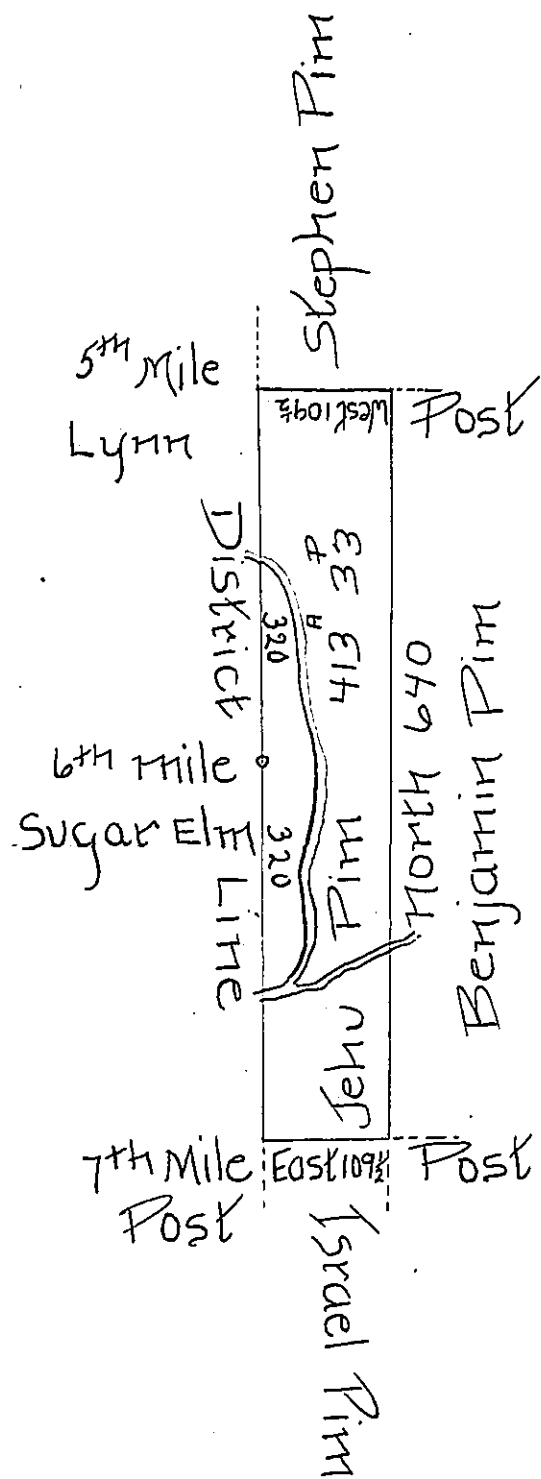 Stephen Pim
5th Mile
Lynn
West 109½
Post
District Line
320
320
A P
413 33
6th Mile
Sugar Elm
Jehu Pim
North 640
Benjamin Pim
7th Mile
Post
East 109½
Post
Israel Pim